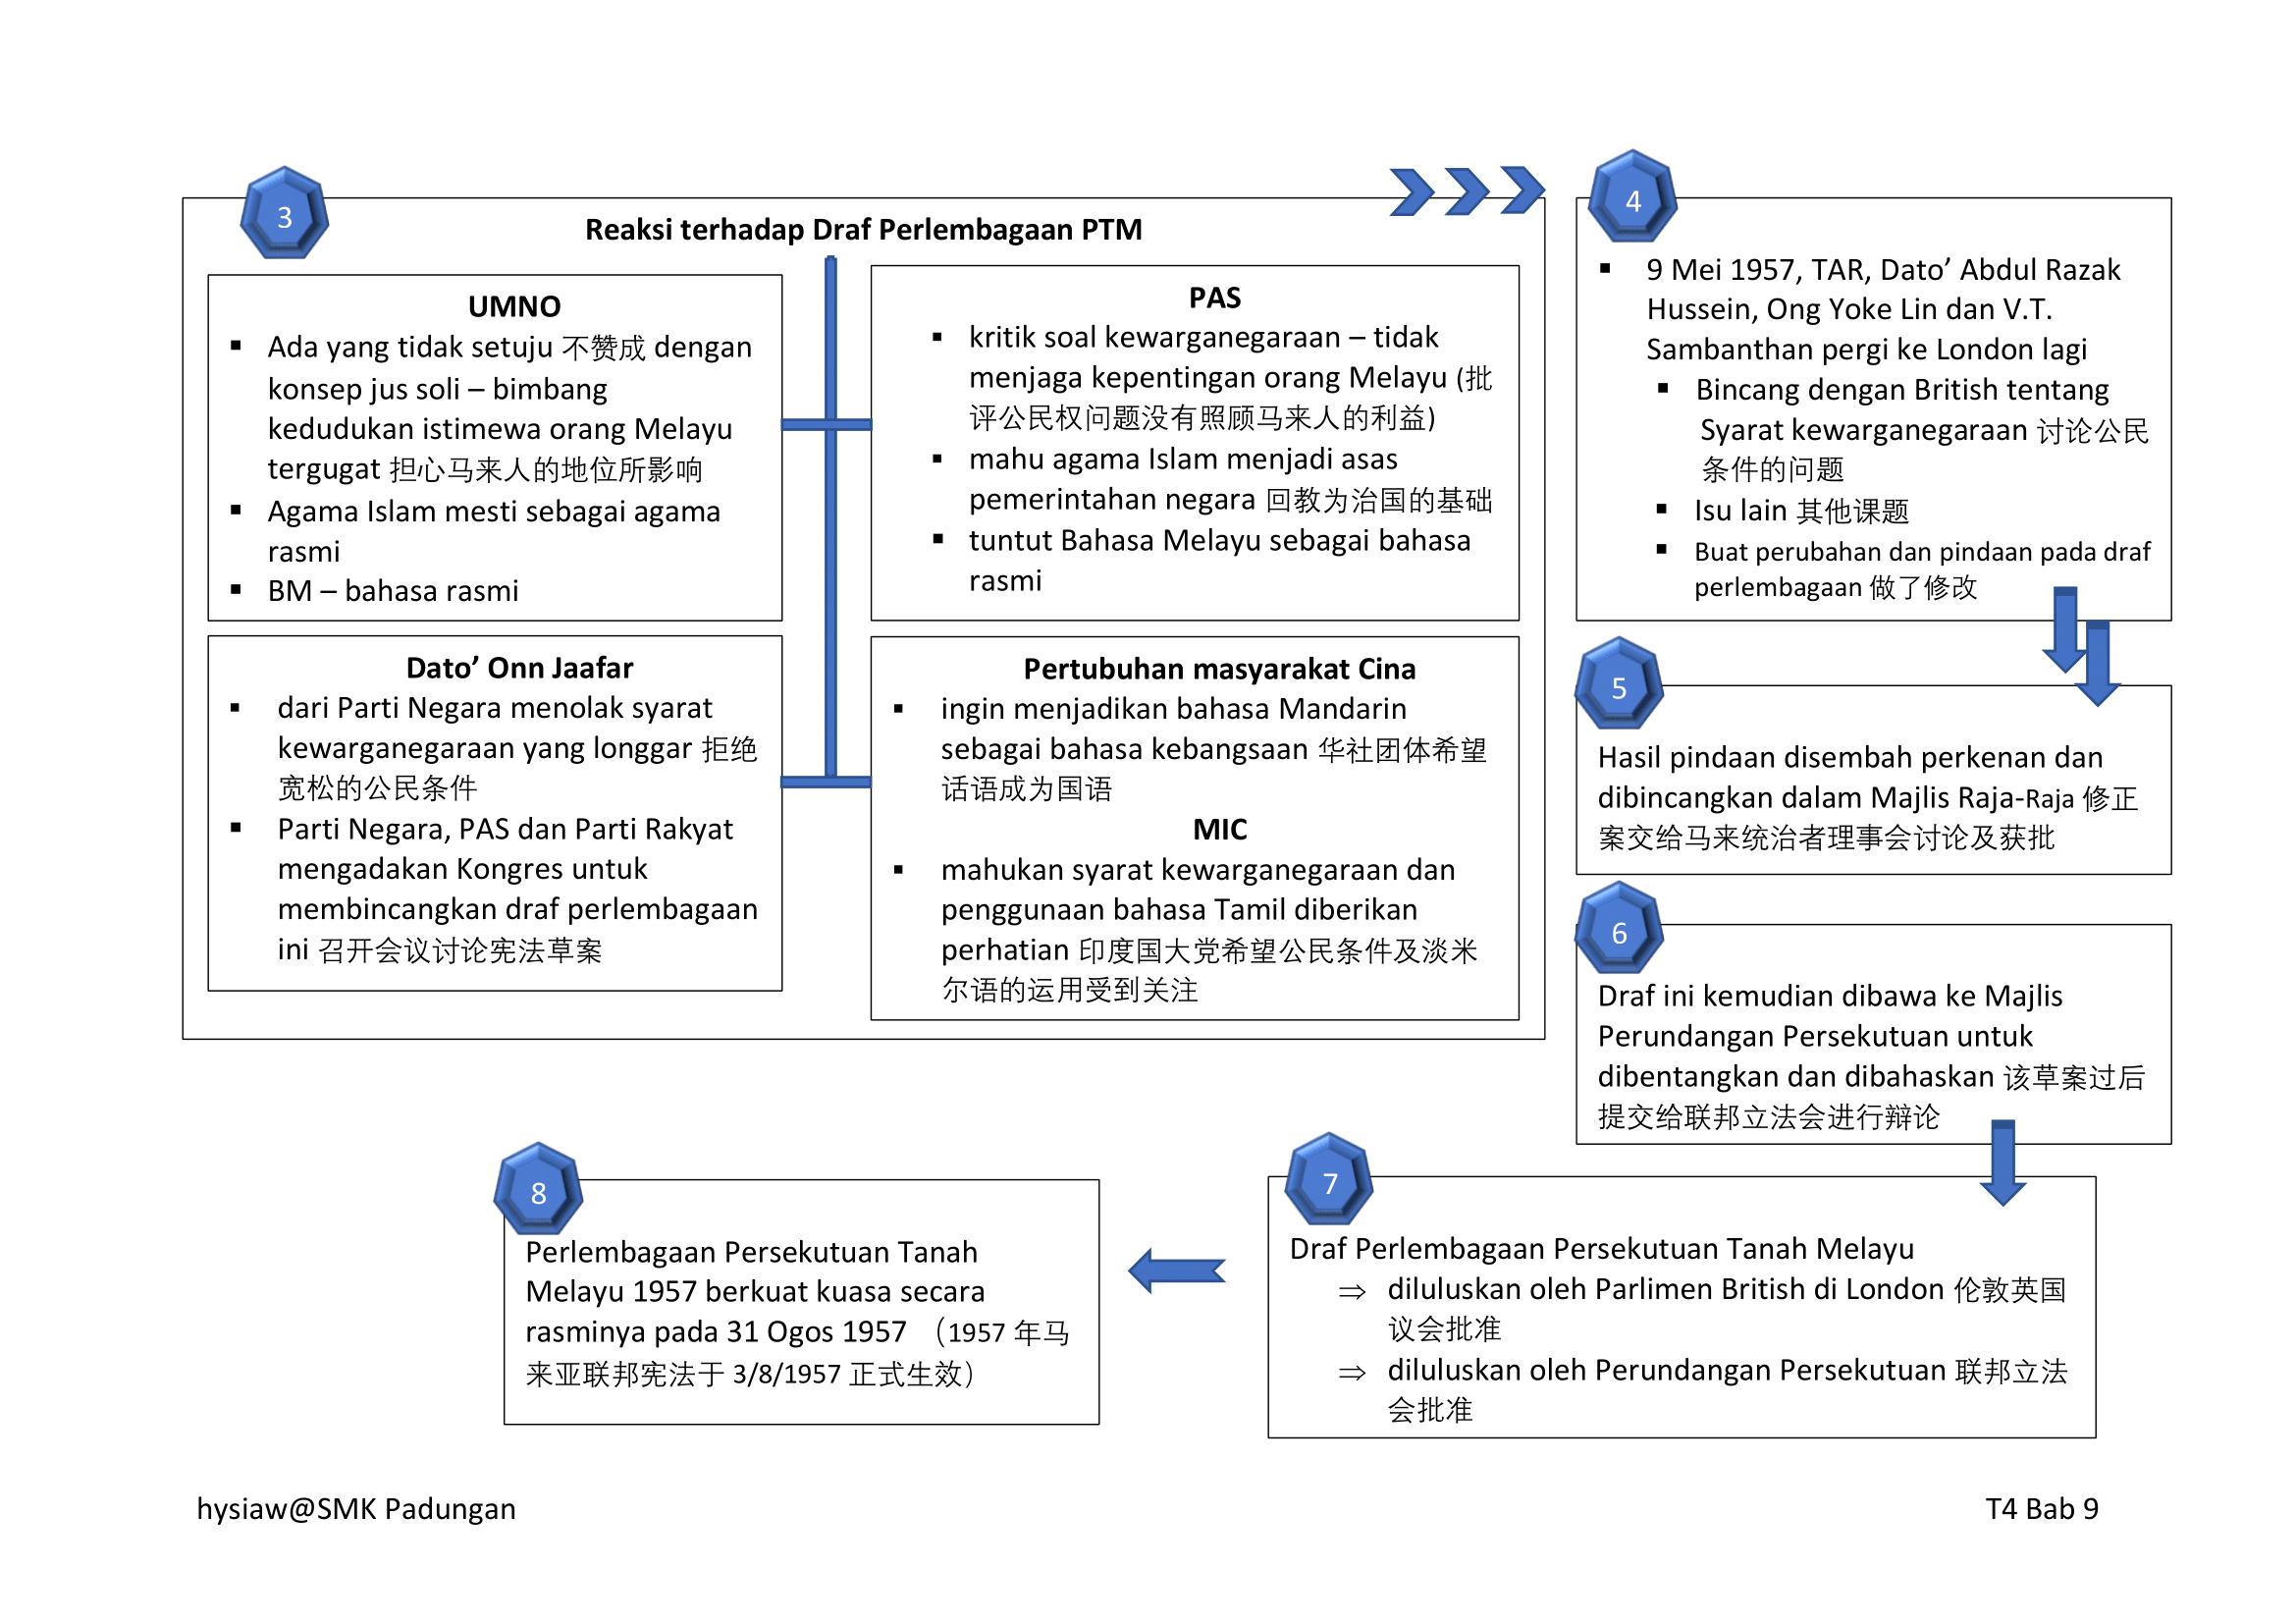 3
Reaksi terhadap Draf Perlembagaan PTM
UMNO
▪ Ada yang tidak setuju 不赞成 dengan
konsep jus soli – bimbang
kedudukan istimewa orang Melayu
tergugat 担心马来人的地位所影响
▪ Agama Islam mesti sebagai agama
rasmi
▪ BM – bahasa rasmi
PAS
▪ kritik soal kewarganegaraan – tidak
menjaga kepentingan orang Melayu (批
评公民权问题没有照顾马来人的利益)
▪ mahu agama Islam menjadi asas
pemerintahan negara 回教为治国的基础
▪ tuntut Bahasa Melayu sebagai bahasa
rasmi
Dato’ Onn Jaafar
▪ dari Parti Negara menolak syarat
kewarganegaraan yang longgar 拒绝
宽松的公民条件
▪ Parti Negara, PAS dan Parti Rakyat
mengadakan Kongres untuk
membincangkan draf perlembagaan
ini 召开会议讨论宪法草案
Pertubuhan masyarakat Cina
▪ ingin menjadikan bahasa Mandarin
sebagai bahasa kebangsaan 华社团体希望
话语成为国语
MIC
▪ mahukan syarat kewarganegaraan dan
penggunaan bahasa Tamil diberikan
perhatian 印度国大党希望公民条件及淡米
尔语的运用受到关注
4
▪ 9 Mei 1957, TAR, Dato’ Abdul Razak
Hussein, Ong Yoke Lin dan V.T.
Sambanthan pergi ke London lagi
▪ Bincang dengan British tentang
Syarat kewarganegaraan 讨论公民
条件的问题
▪ Isu lain 其他课题
▪ Buat perubahan dan pindaan pada draf
perlembagaan 做了修改
5
Hasil pindaan disembah perkenan dan
dibincangkan dalam Majlis Raja-Raja 修正
案交给马来统治者理事会讨论及获批
6
Draf ini kemudian dibawa ke Majlis
Perundangan Persekutuan untuk
dibentangkan dan dibahaskan 该草案过后
提交给联邦立法会进行辩论
7
Draf Perlembagaan Persekutuan Tanah Melayu
⇒ diluluskan oleh Parlimen British di London 伦敦英国
议会批准
⇒ diluluskan oleh Perundangan Persekutuan 联邦立法
会批准
8
Perlembagaan Persekutuan Tanah
Melayu 1957 berkuat kuasa secara
rasminya pada 31 Ogos 1957 （1957 年马
来亚联邦宪法于 3/8/1957 正式生效）
hysiaw@SMK Padungan
T4 Bab 9